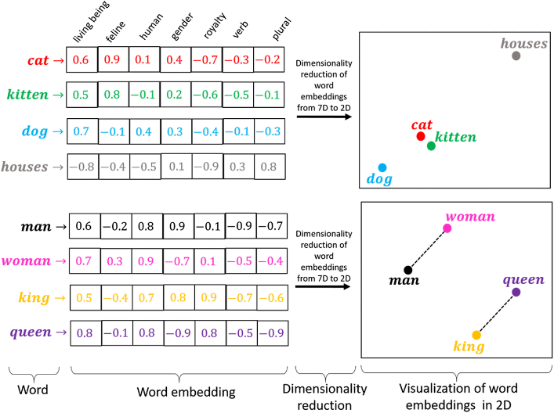 living being feline human gender royalty verb plural
cat → 0.6 0.9 0.1 0.4 −0.7 −0.3 −0.2
kitten → 0.5 0.8 −0.1 0.2 −0.6 −0.5 −0.1
dog → 0.7 −0.1 0.4 0.3 −0.4 −0.1 −0.3
houses → −0.8 −0.4 −0.5 0.1 −0.9 0.3 0.8
Dimensionality
reduction of
word
embeddings
from 7D to 2D
houses
cat
kitten
dog
man → 0.6 −0.2 0.8 0.9 −0.1 −0.9 −0.7
woman → 0.7 0.3 0.9 −0.7 0.1 −0.5 −0.4
king → 0.5 −0.4 0.7 0.8 0.9 −0.7 −0.6
queen → 0.8 −0.1 0.8 −0.9 0.8 −0.5 −0.9
Dimensionality
reduction of
word
embeddings
from 7D to 2D
woman
man
queen
king
Word
Word embedding
Dimensionality
reduction
Visualization of word
embeddings in 2D